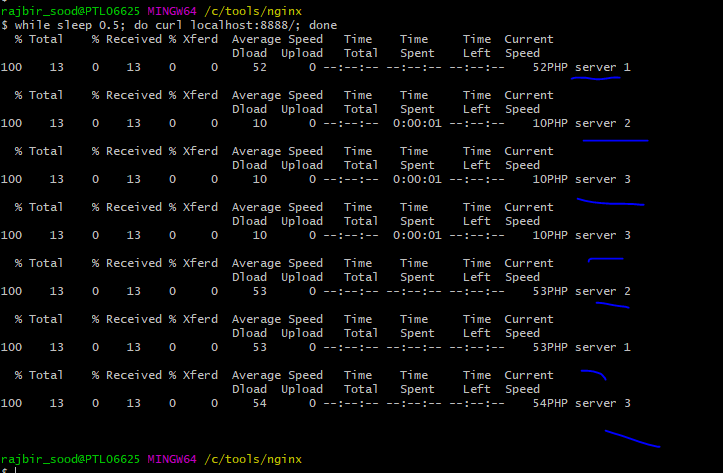 rajbir_sood@PTL06625 MINGW64 /c/tools/nginx
$ while sleep 0.5; do curl localhost:8888/; done
% Total % Received % Xferd Average Speed Time Time Time Current
Dload Upload Total Spent Left Speed
100 13 0 13 0 0 52 0 --:--:-- --:--:-- --:--:-- 52PHP server 1
% Total % Received % Xferd Average Speed Time Time Time Current
Dload Upload Total Spent Left Speed
100 13 0 13 0 0 10 0 --:--:-- 0:00:01 --:--:-- 10PHP server 2
% Total % Received % Xferd Average Speed Time Time Time Current
Dload Upload Total Spent Left Speed
100 13 0 13 0 0 10 0 --:--:-- 0:00:01 --:--:-- 10PHP server 3
% Total % Received % Xferd Average Speed Time Time Time Current
Dload Upload Total Spent Left Speed
100 13 0 13 0 0 10 0 --:--:-- 0:00:01 --:--:-- 10PHP server 3
% Total % Received % Xferd Average Speed Time Time Time Current
Dload Upload Total Spent Left Speed
100 13 0 13 0 0 53 0 --:--:-- --:--:-- --:--:-- 53PHP server 2
% Total % Received % Xferd Average Speed Time Time Time Current
Dload Upload Total Spent Left Speed
100 13 0 13 0 0 53 0 --:--:-- --:--:-- --:--:-- 53PHP server 1
% Total % Received % Xferd Average Speed Time Time Time Current
Dload Upload Total Spent Left Speed
100 13 0 13 0 0 54 0 --:--:-- --:--:-- --:--:-- 54PHP server 3
rajbir_sood@PTL06625 MINGW64 /c/tools/nginx
$